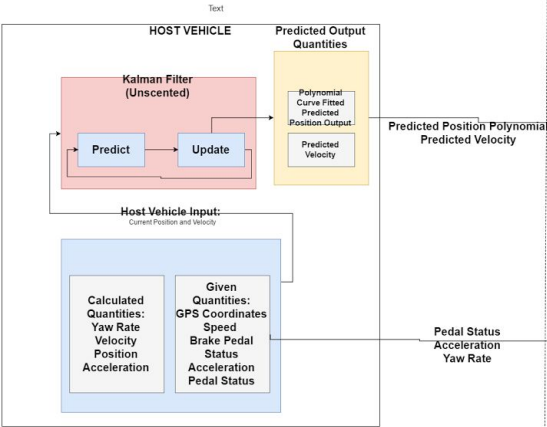 Text
HOST VEHICLE
Predicted Output
Quantities
Kalman Filter
(Unscented)
Polynomial
Curve Fitted
Predicted
Position Output
Predict
Update
Predicted
Velocity
Predicted Position Polynomial
Predicted Velocity
Host Vehicle Input:
Current Position and Velocity
Calculated
Quantities:
Yaw Rate
Velocity
Position
Acceleration
Given
Quantities:
GPS Coordinates
Speed
Brake Pedal
Status
Acceleration
Pedal Status
Pedal Status
Acceleration
Yaw Rate